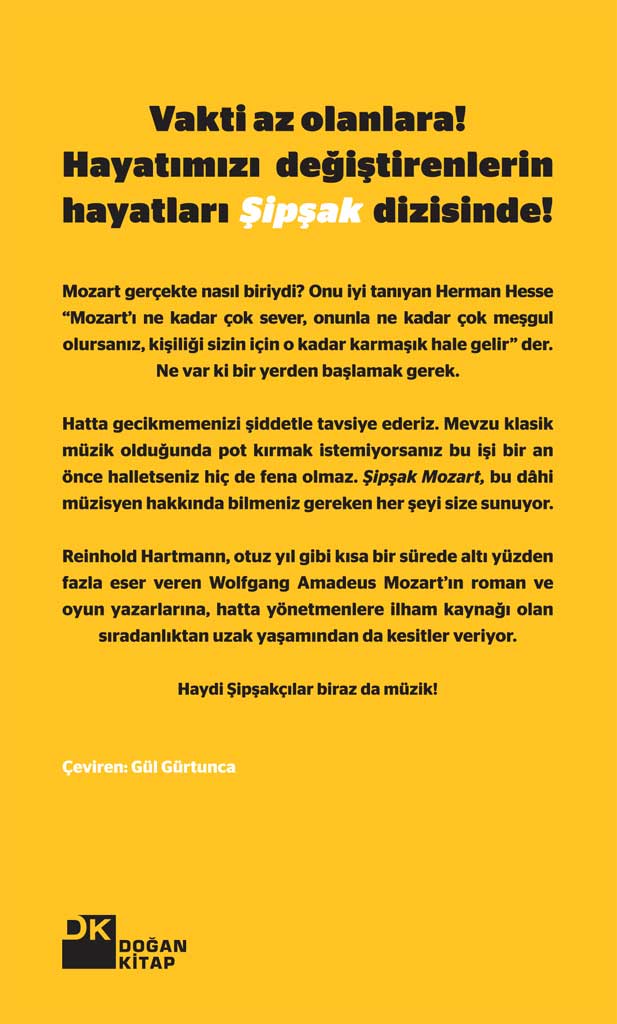 Vakti az olanlara!
Hayatımızı değiştirenlerin
hayatları Şipşak dizisinde!
Mozart gerçekte nasıl biriydi? Onu iyi tanıyan Herman Hesse
“Mozart’ı ne kadar çok sever, onunla ne kadar çok meşgul
olursanız, kişiliği sizin için o kadar karmaşık hale gelir” der.
Ne var ki bir yerden başlamak gerek.
Hatta gecikmemenizi şiddetle tavsiye ederiz. Mevzu klasik
müzik olduğunda pot kırmak istemiyorsanız bu işi bir an
önce halletseniz hiç de fena olmaz. Şipşak Mozart, bu dâhi
müzisyen hakkında bilmeniz gereken her şeyi size sunuyor.
Reinhold Hartmann, otuz yıl gibi kısa bir sürede altı yüzden
fazla eser veren Wolfgang Amadeus Mozart’ın roman ve
oyun yazarlarına, hatta yönetmenlere ilham kaynağı olan
sıradanlıktan uzak yaşamından da kesitler veriyor.
Haydi Şipşakçılar biraz da müzik!
Çeviren: Gül Gürtunca
DK
DOĞAN
KİTAP